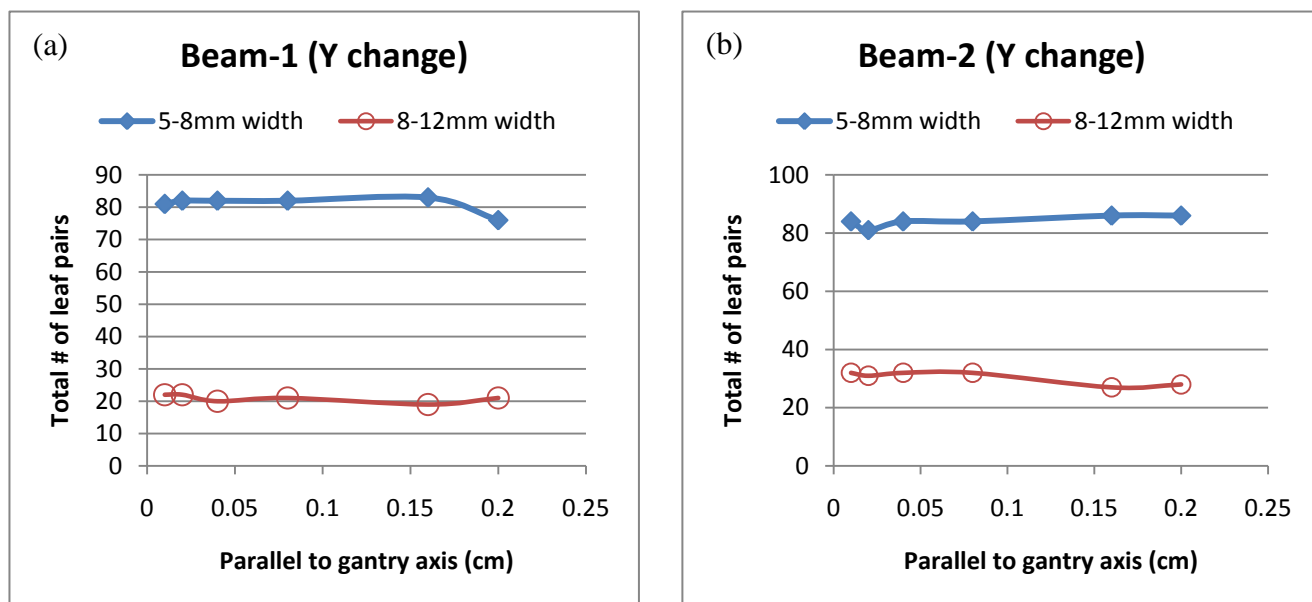 (a)
Beam-1 (Y change)
5-8mm width 8-12mm width
Total # of leaf pairs
90
80
70
60
50
40
30
20
10
0
0 0.05 0.1 0.15 0.2 0.25
Parallel to gantry axis (cm)
(b)
Beam-2 (Y change)
5-8mm width 8-12mm width
Total # of leaf pairs
100
80
60
40
20
0
0 0.05 0.1 0.15 0.2 0.25
Parallel to gantry axis (cm)